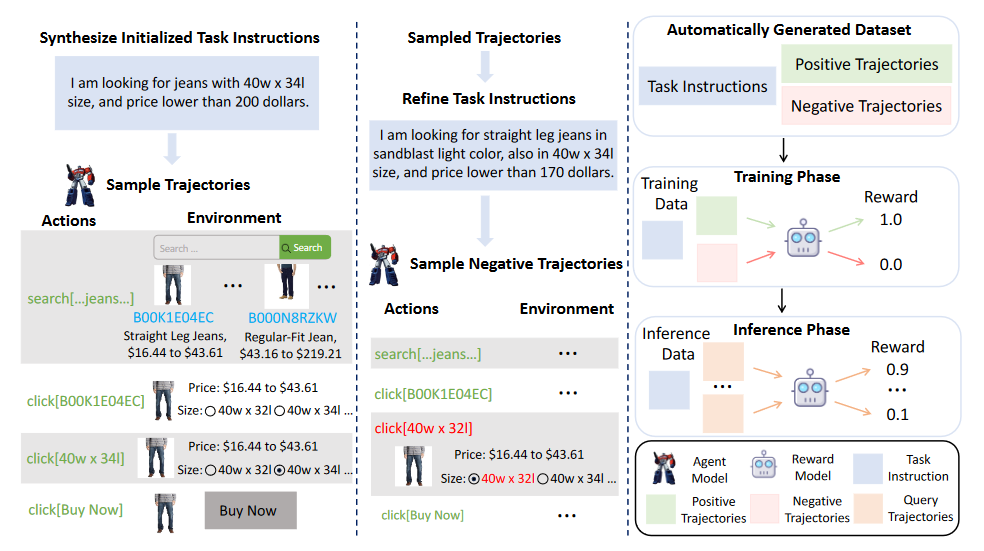 Synthesize Initialized Task Instructions
I am looking for jeans with 40w x 34l
size, and price lower than 200 dollars.
Sample Trajectories
Actions
Environment
Search ...
Search
search[...jeans...]
...
...
B00K1E04EC
B000N8RZKW
Straight Leg Jeans,
$16.44 to $43.61
Regular-Fit Jean,
$43.16 to $219.21
click[B00K1E04EC]
Price: $16.44 to $43.61
Size: 40w x 32l 40w x 34l ...
click[40w x 34l]
Price: $16.44 to $43.61
Size: 40w x 32l 40w x 34l ...
click[Buy Now]
Buy Now
Sampled Trajectories
Refine Task Instructions
I am looking for straight leg jeans in
sandblast light color, also in 40w x 34l
size, and price lower than 170 dollars.
Sample Negative Trajectories
Actions
Environment
search[...jeans...]
...
click[B00K1E04EC]
...
click[40w x 32l]
Price: $16.44 to $43.61
Size: 40w x 32l 40w x 34l ...
click[Buy Now]
...
Automatically Generated Dataset
Task Instructions
Positive Trajectories
Negative Trajectories
Training Phase
Training
Data
Reward
1.0
0.0
Inference Phase
Inference
Data
...
Reward
0.9
...
0.1
Agent
Model
Reward
Model
Task
Instruction
Positive
Trajectories
Negative
Trajectories
Query
Trajectories